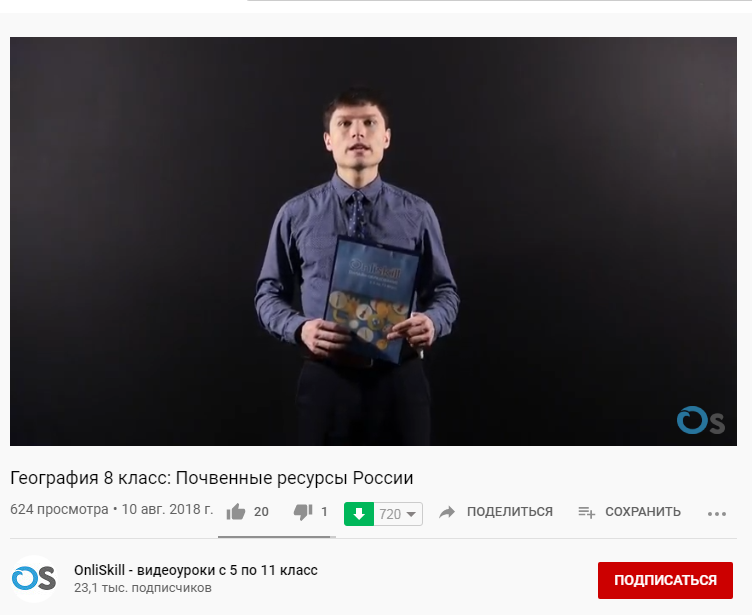 OnliSkill
OS
География 8 класс: Почвенные ресурсы России
624 просмотра • 10 авг. 2018 г.
20
1
720
ПОДЕЛИТЬСЯ
СОХРАНИТЬ
OS
OnliSkill - видеоуроки с 5 по 11 класс
23,1 тыс. подписчиков
ПОДПИСАТЬСЯ